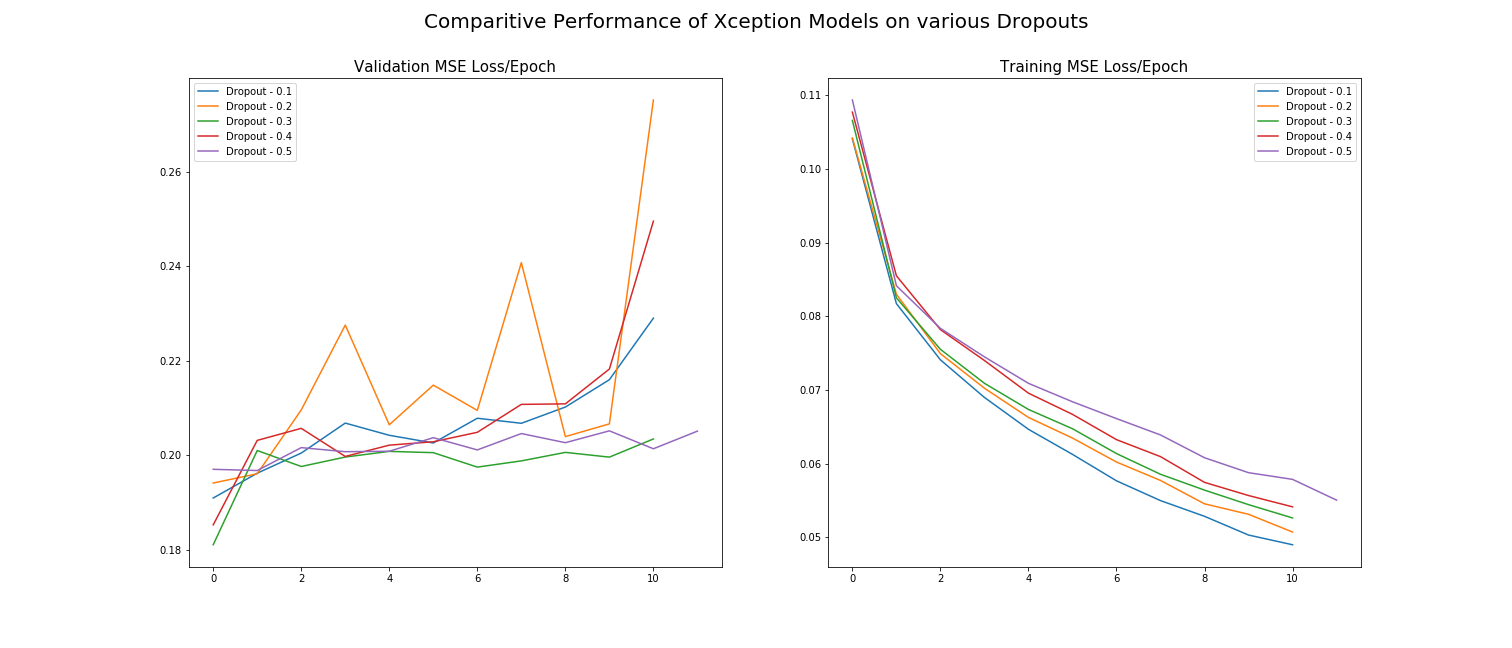 Comparitive Performance of Xception Models on various Dropouts
Validation MSE Loss/Epoch
Dropout - 0.1
Dropout - 0.2
Dropout - 0.3
Dropout - 0.4
Dropout - 0.5
0.26
0.24
0.22
0.20
0.18
0 2 4 6 8 10
Training MSE Loss/Epoch
Dropout - 0.1
Dropout - 0.2
Dropout - 0.3
Dropout - 0.4
Dropout - 0.5
0.11
0.10
0.09
0.08
0.07
0.06
0.05
0 2 4 6 8 10